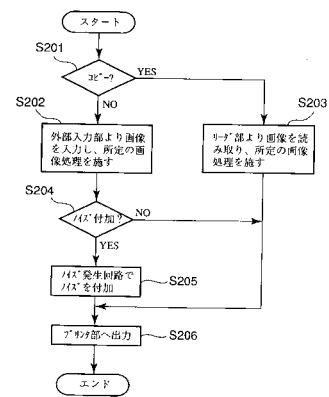 スタート
S201
コピー?
YES
NO
S202
外部入力部より画像
を入力し、所定の画
像処理を施す
S203
リーダ部より画像を読
み取り、所定の画像
処理を施す
S204
ノイズ付加?
NO
YES
ノイズ発生回路で
ノイズを付加
S205
プリンタ部へ出力
S206
エンド